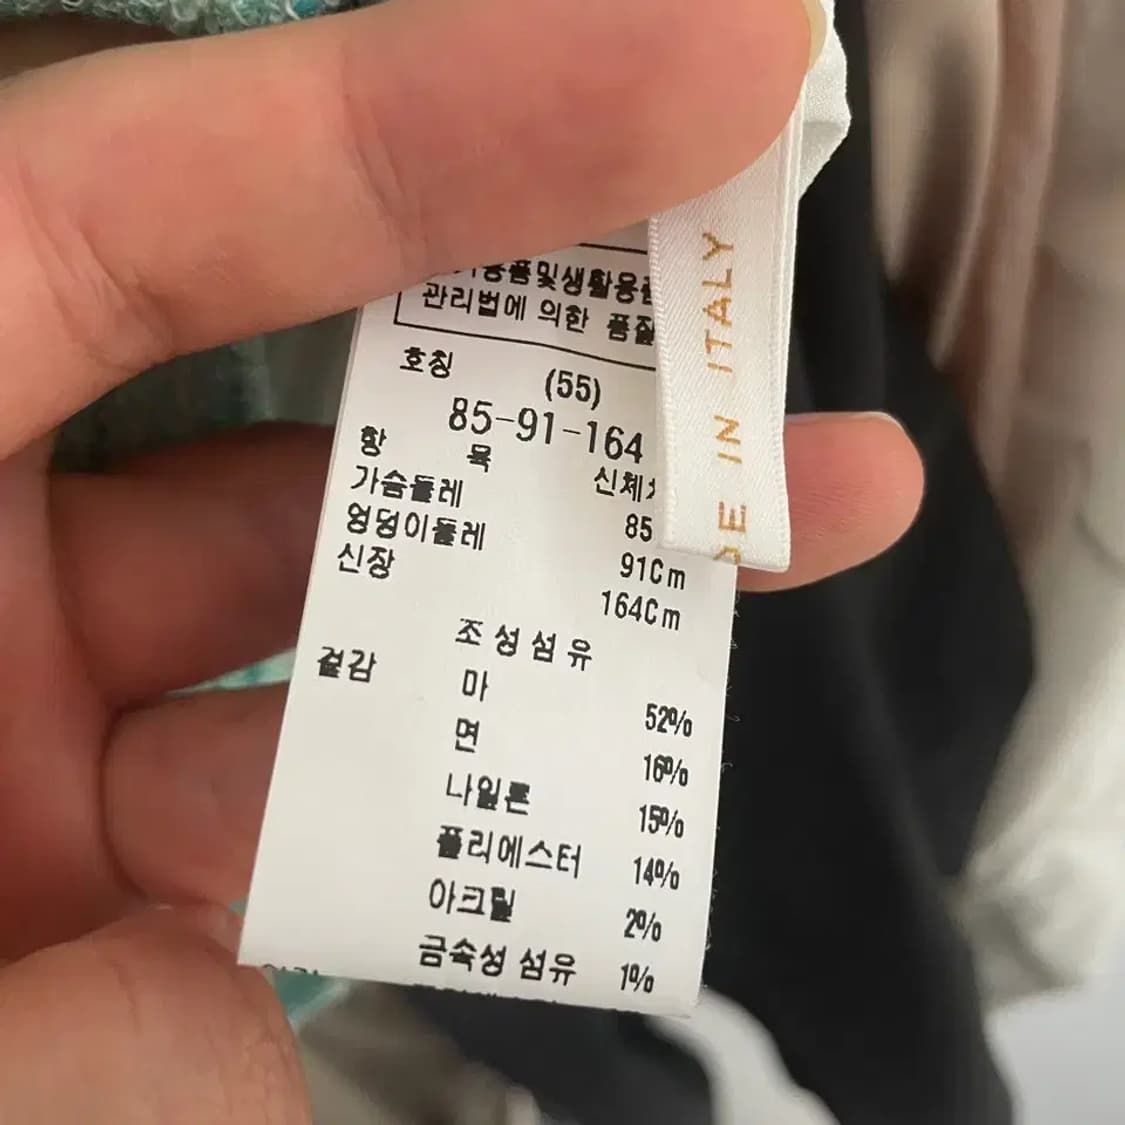 관리법에 의한 품질
호칭 (55)
85-91-164
항 목 신체
가슴둘레 85
엉덩이둘레 91Cm
신장 164Cm
조성섬유
겉감 마 52%
면 16%
나일론 15%
폴리에스터 14%
아크릴 2%
금속성 섬유 1%
IN ITALY